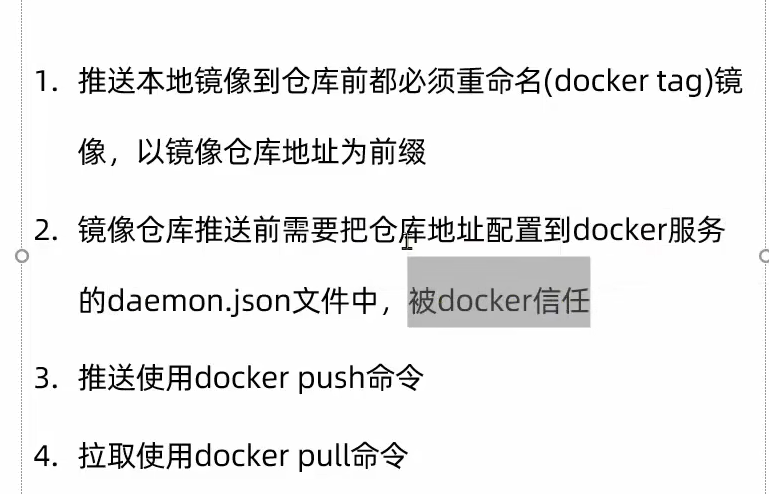 1. 推送本地镜像到仓库前都必须重命名(docker tag)镜
像，以镜像仓库地址为前缀
2. 镜像仓库推送前需要把仓库地址配置到docker服务
的daemon.json文件中，被docker信任
3. 推送使用docker push命令
4. 拉取使用docker pull命令